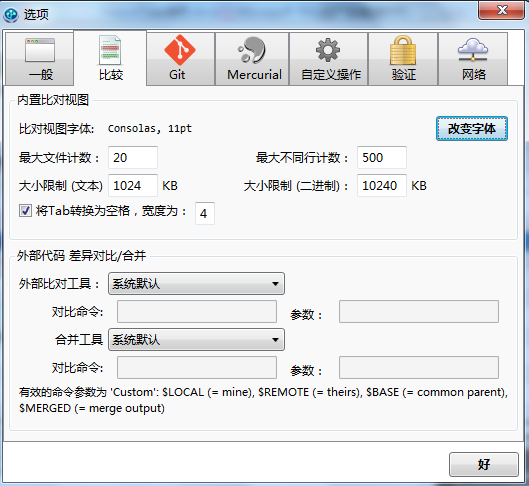 选项
一般
比较
Git
Mercurial
自定义操作
验证
网络
内置比对视图
比对视图字体: Consolas, 11pt
改变字体
最大文件计数： 20 最大不同行计数： 500
大小限制 (文本) 1024 KB 大小限制 (二进制)： 10240 KB
将Tab转换为空格，宽度为： 4
外部代码 差异对比/合并
外部比对工具： 系统默认
对比命令: 参数：
合并工具 系统默认
对比命令: 参数：
有效的命令参数为 'Custom': $LOCAL (= mine), $REMOTE (= theirs), $BASE (= common parent),
$MERGED (= merge output)
好